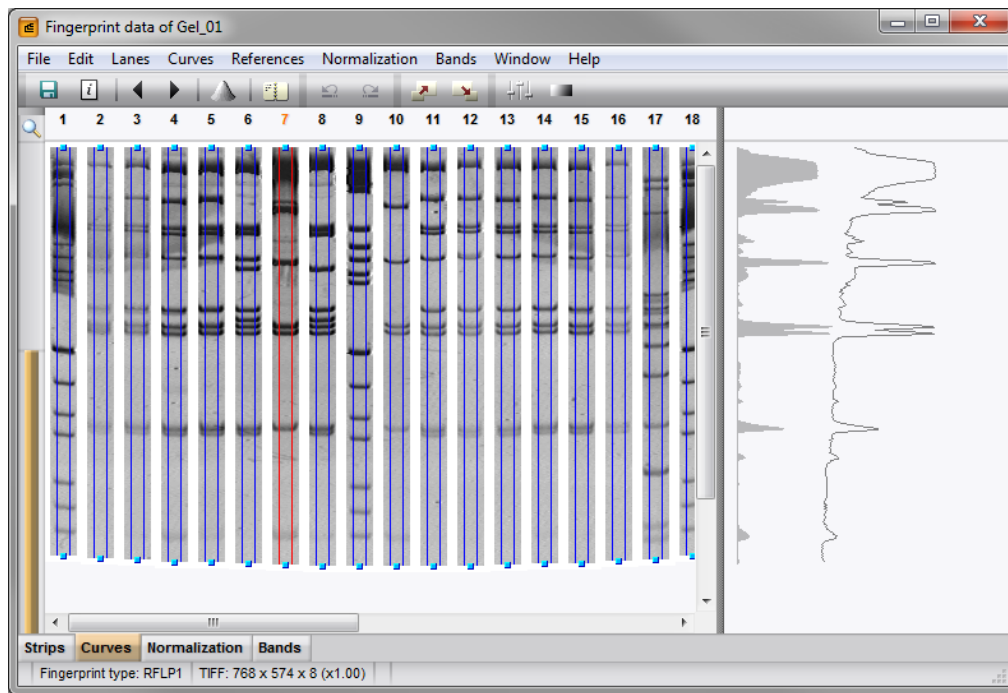 Fingerprint data of Gel_01
File Edit Lanes Curves References Normalization Bands Window Help
1 2 3 4 5 6 7 8 9 10 11 12 13 14 15 16 17 18
Strips Curves Normalization Bands
Fingerprint type: RFLP1 TIFF: 768 x 574 x 8 (x1.00)